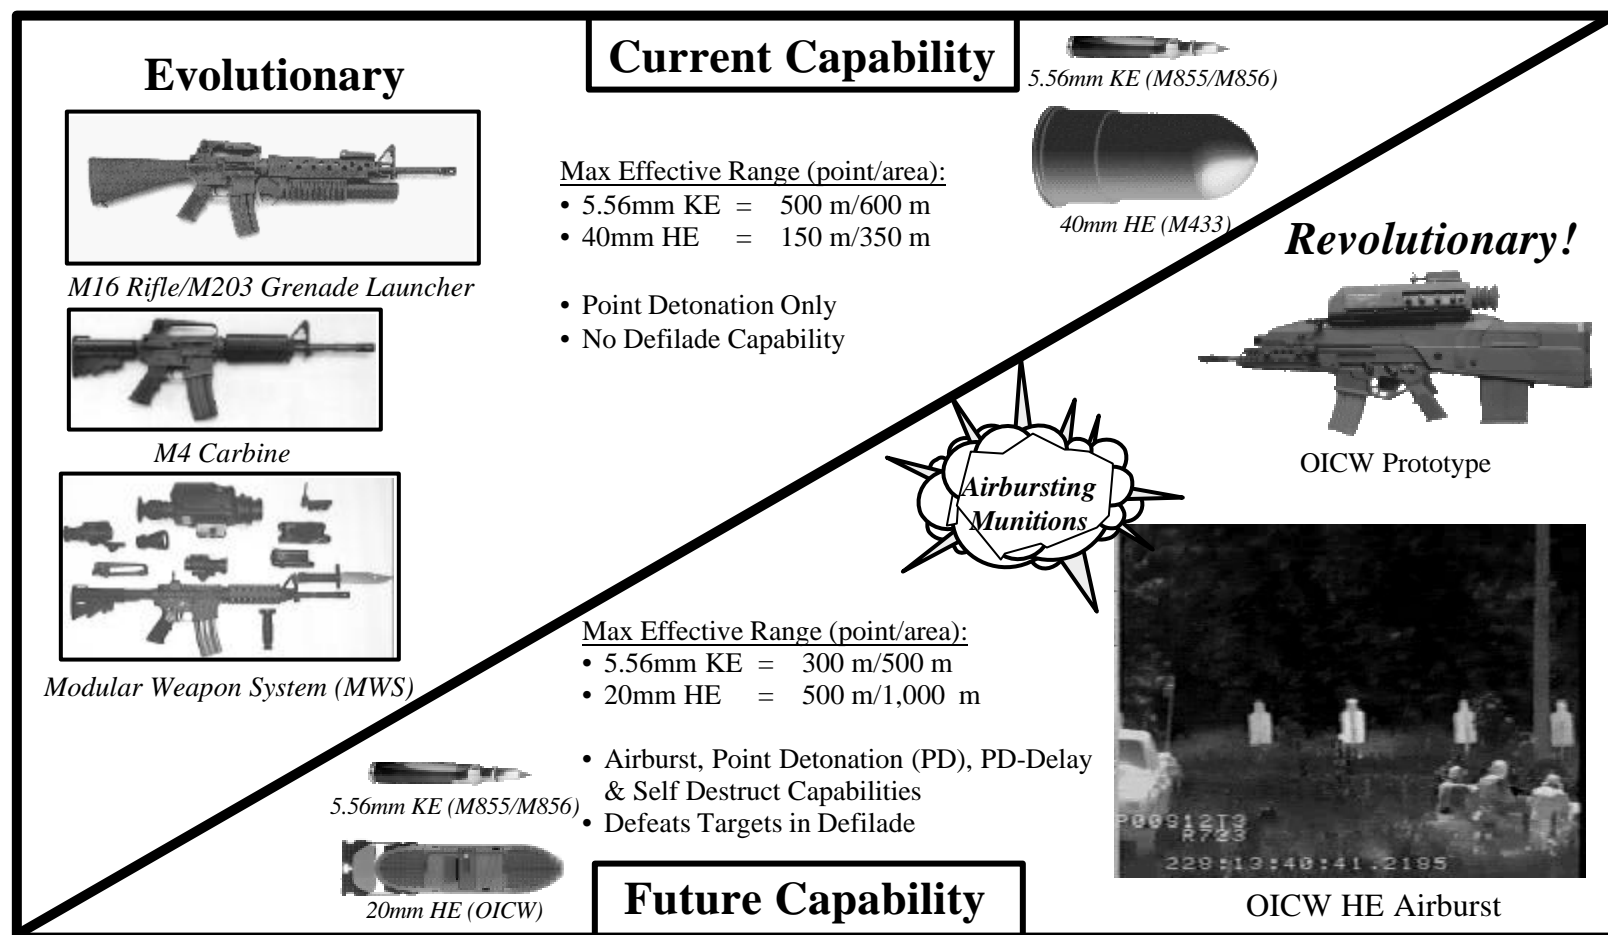 Current Capability
Evolutionary
5.56mm KE (M855/M856)
Max Effective Range (point/area):
• 5.56mm KE = 500 m/600 m
• 40mm HE = 150 m/350 m
40mm HE (M433)
Revolutionary!
M16 Rifle/M203 Grenade Launcher
• Point Detonation Only
• No Defilade Capability
M4 Carbine
OICW Prototype
Airbursting
Munitions
Modular Weapon System (MWS)
Max Effective Range (point/area):
• 5.56mm KE = 300 m/500 m
• 20mm HE = 500 m/1,000 m
• Airburst, Point Detonation (PD), PD-Delay
& Self Destruct Capabilities
• Defeats Targets in Defilade
5.56mm KE (M855/M856)
20mm HE (OICW)
Future Capability
P00912T3
R723
228:13:40:41.2195
OICW HE Airburst